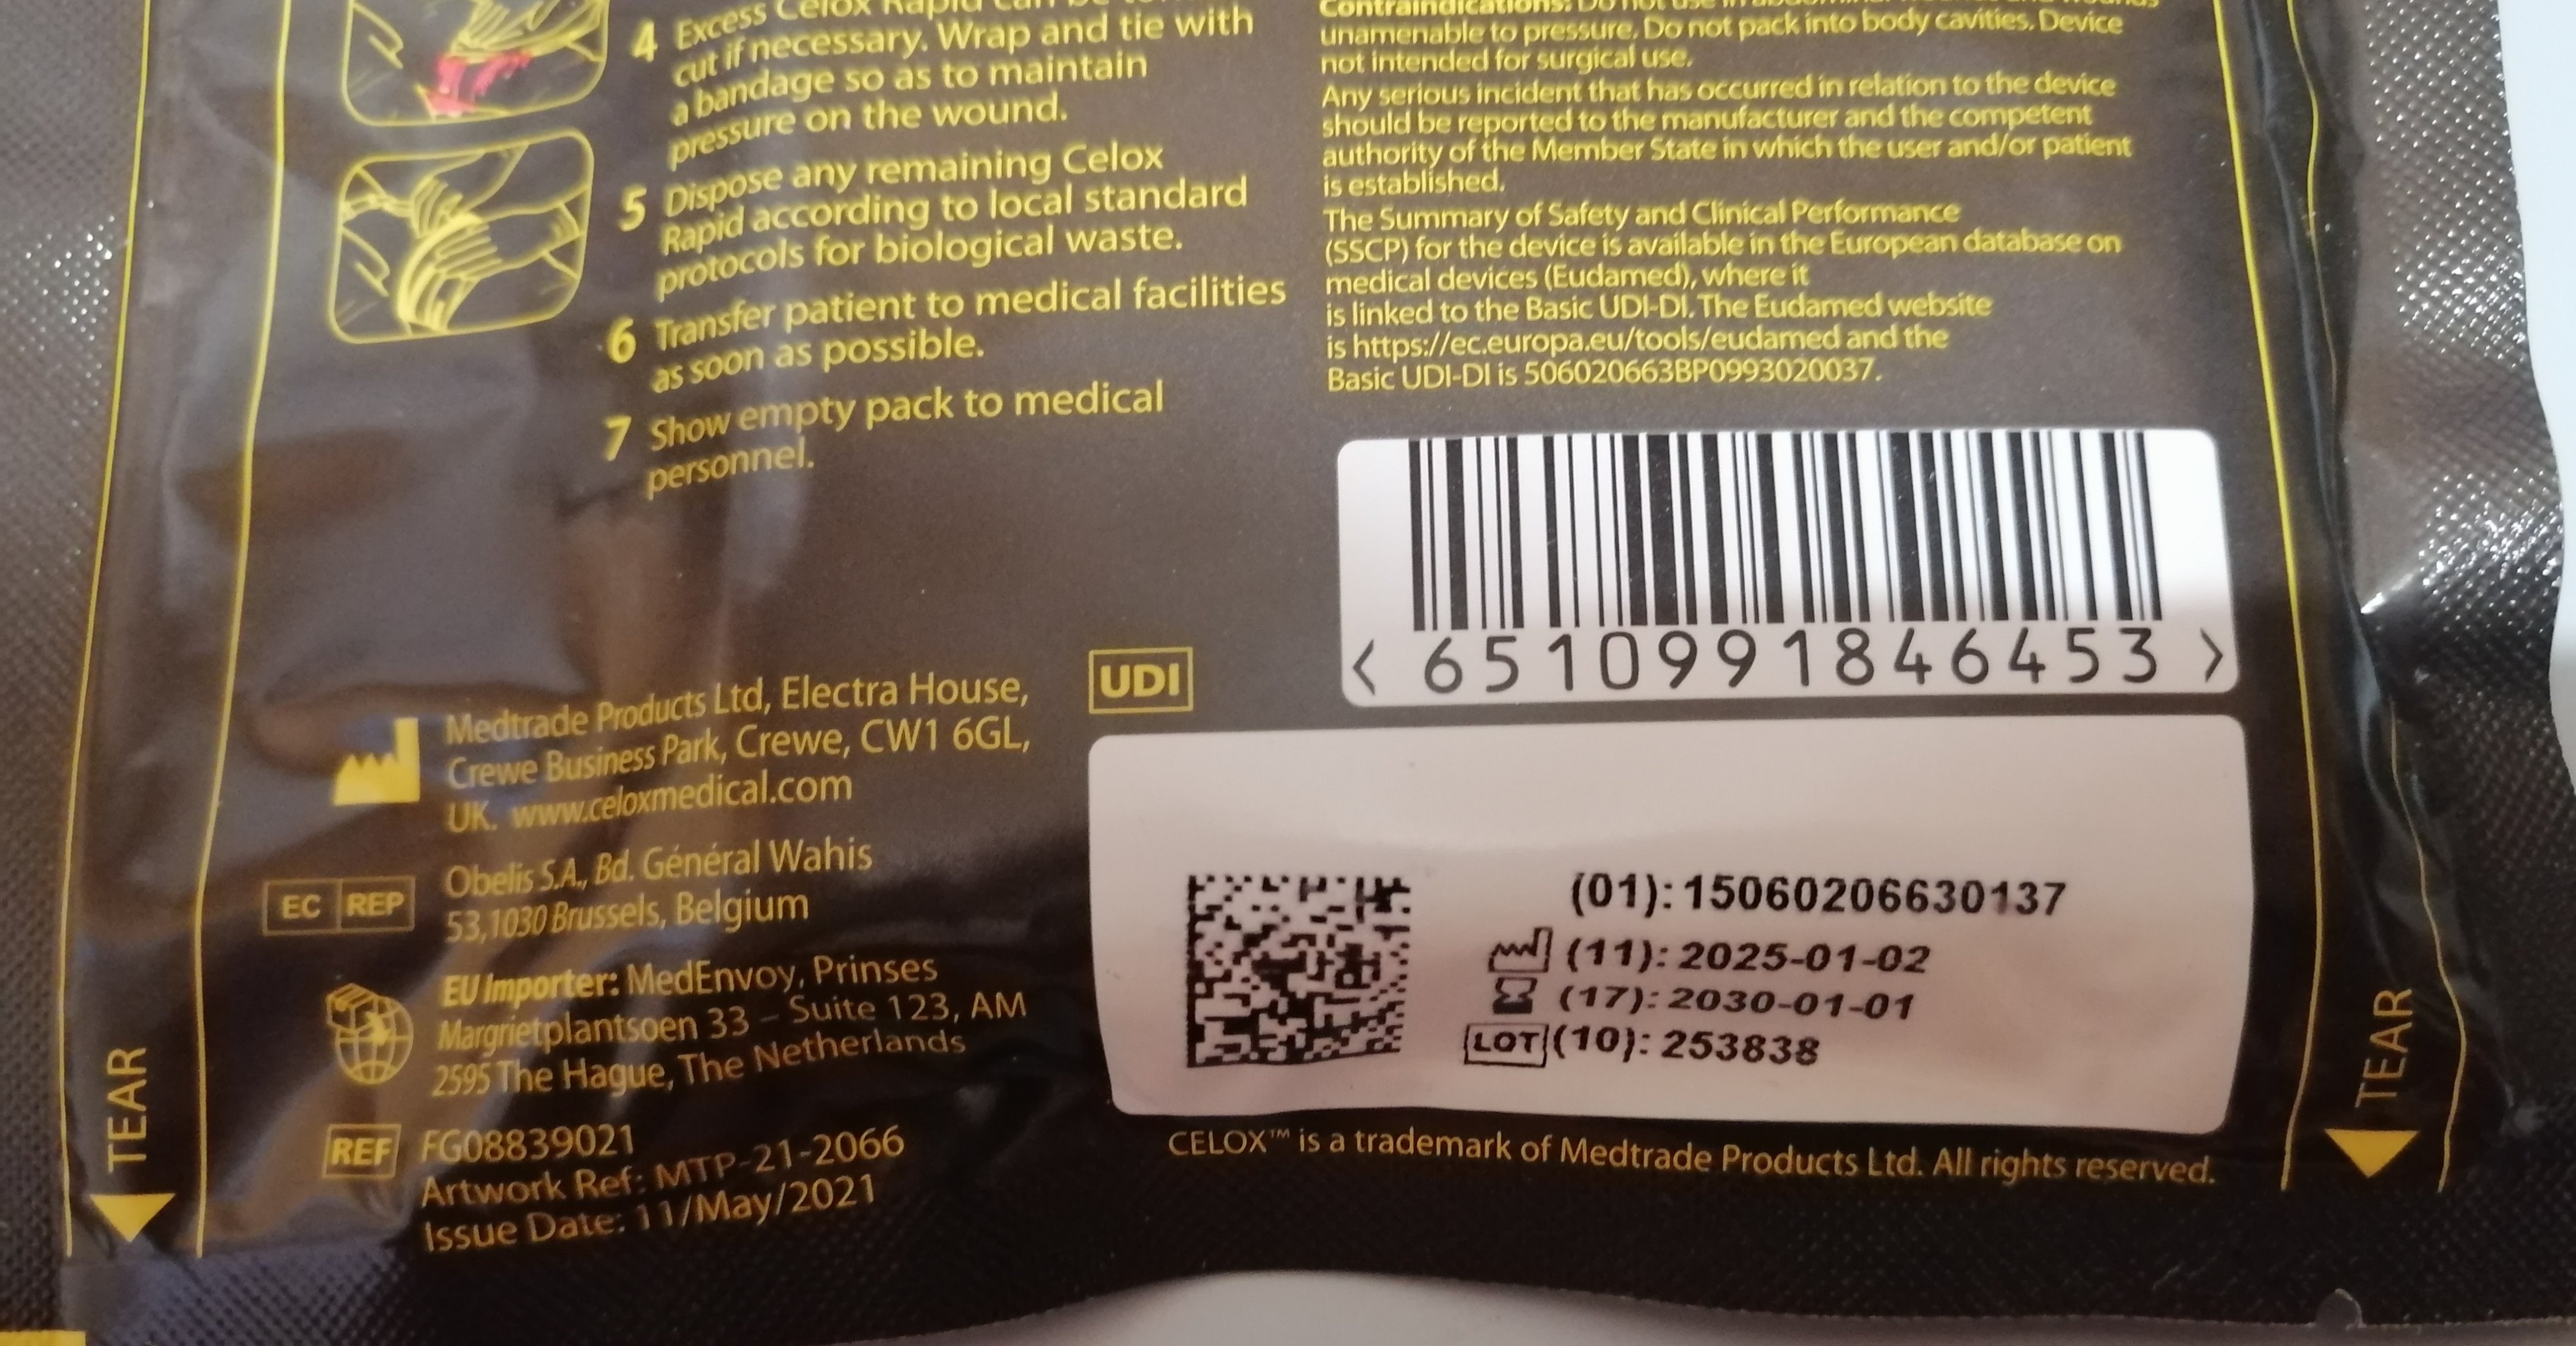 4 Excess Celox Rapid can be
cut if necessary. Wrap and tie with
a bandage so as to maintain
pressure on the wound.
5 Dispose any remaining Celox
Rapid according to local standard
protocols for biological waste.
6 Transfer patient to medical facilities
as soon as possible.
7 Show empty pack to medical
personnel.
Contraindications: Do not use in
unamenable to pressure. Do not pack into body cavities. Device
not intended for surgical use.
Any serious incident that has occurred in relation to the device
should be reported to the manufacturer and the competent
authority of the Member State in which the user and/or patient
is established.
The Summary of Safety and Clinical Performance
(SSCP) for the device is available in the European database on
medical devices (Eudamed), where it
is linked to the Basic UDI-DI. The Eudamed website
is https://ec.europa.eu/tools/eudamed and the
Basic UDI-DI is 506020663BP0993020037.
< 6510991846453 >
UDI
Medtrade Products Ltd, Electra House,
Crewe Business Park, Crewe, CW1 6GL,
UK. www.celoxmedical.com
EC REP
Obelis S.A., Bd. Général Wahis
53,1030 Brussels, Belgium
EU Importer: MedEnvoy, Prinses
Margrietplantsoen 33 – Suite 123, AM
2595 The Hague, The Netherlands
REF FG08839021
Artwork Ref: MTP-21-2066
Issue Date: 11/May/2021
(01): 15060206630137
(11): 2025-01-02
(17): 2030-01-01
LOT (10): 253838
CELOX™ is a trademark of Medtrade Products Ltd. All rights reserved.
TEAR
TEAR